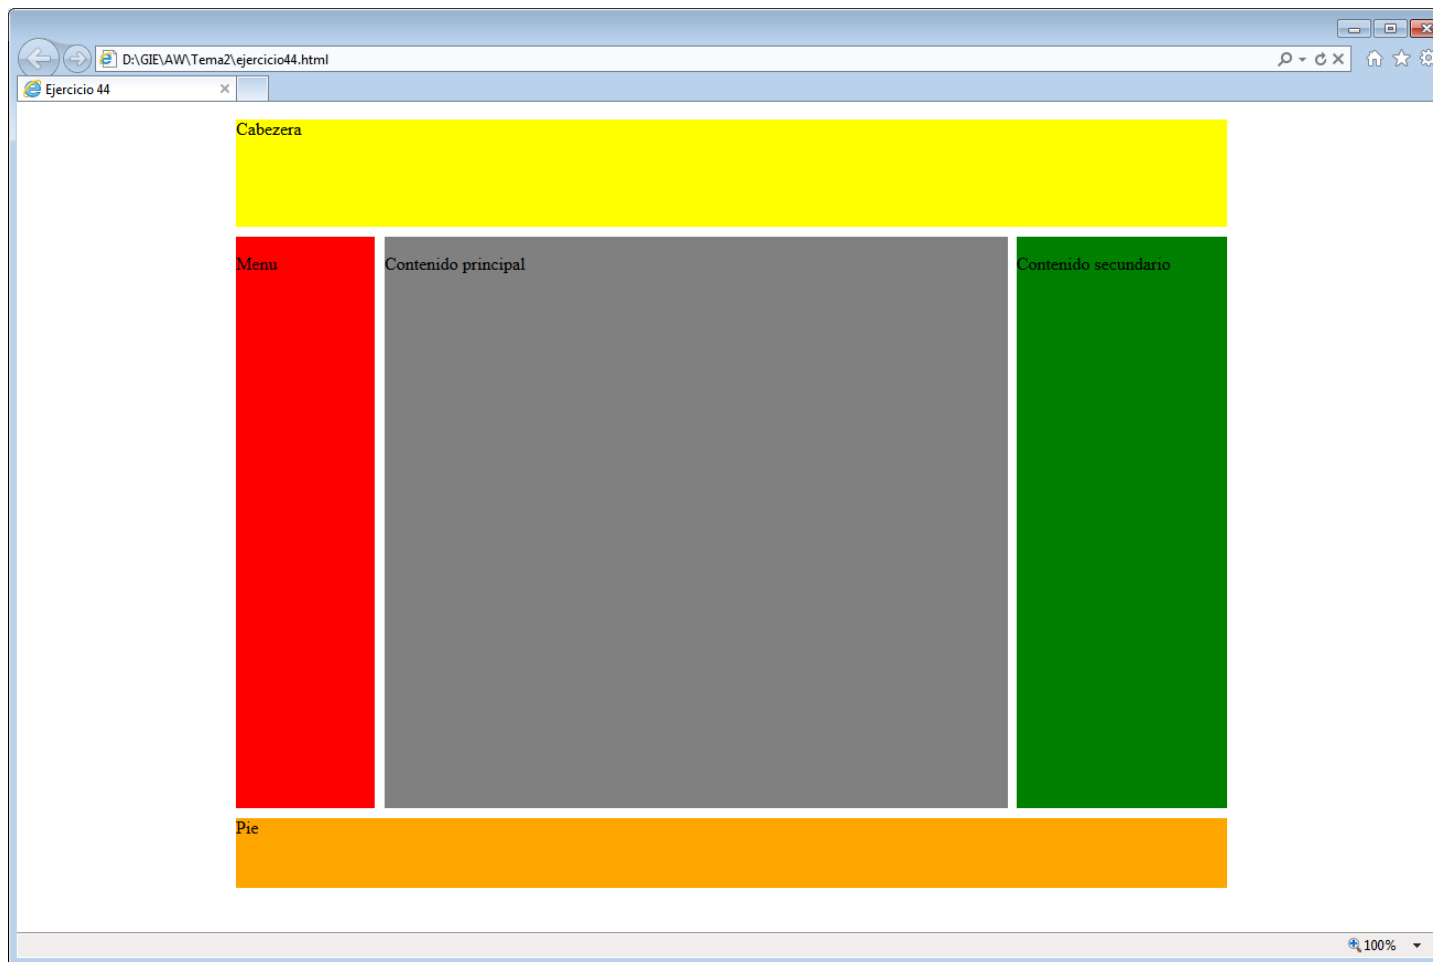 D:\GIE\AW\Tema2\ejercicio44.html
Ejercicio 44
Cabezera
Menu
Contenido principal
Contenido secundario
Pie
100%